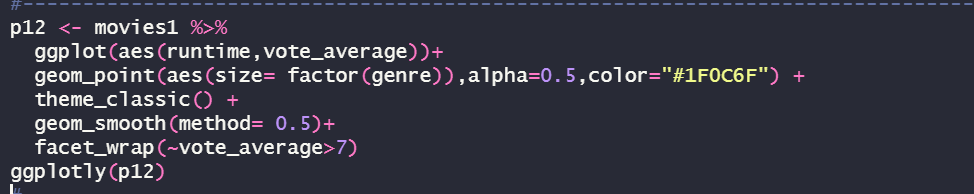 #------------------------------------------------------------------------------
p12 <- movies1 %>%
  ggplot(aes(runtime,vote_average))+
  geom_point(aes(size= factor(genre)),alpha=0.5,color="#1F0C6F") +
  theme_classic() +
  geom_smooth(method= 0.5)+
  facet_wrap(~vote_average>7)
ggplotly(p12)
#